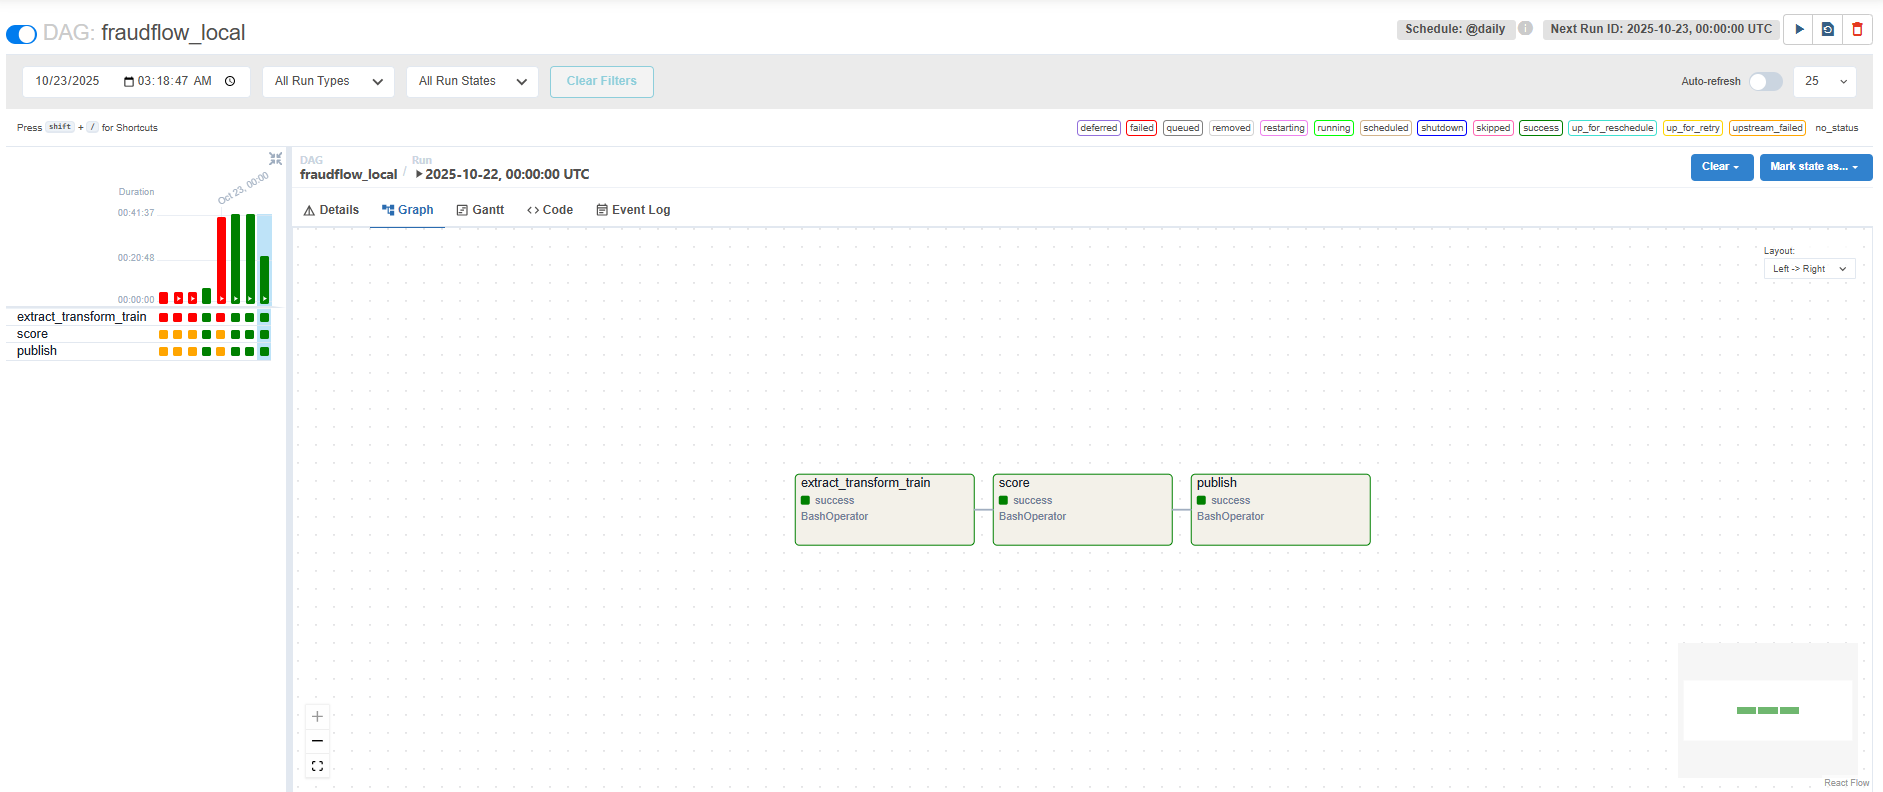 DAG: fraudflow_local
Schedule: @daily
Next Run ID: 2025-10-23, 00:00:00 UTC
10/23/2025 03:18:47 AM
All Run Types
All Run States
Clear Filters
Auto-refresh
25
Press shift + / for Shortcuts
deferred failed queued removed restarting running scheduled shutdown skipped success up_for_reschedule up_for_retry upstream_failed no_status
DAG
fraudflow_local
/
Run
2025-10-22, 00:00:00 UTC
Clear
Mark state as...
Duration
Oct 23, 00:00
00:41:37
00:20:48
00:00:00
extract_transform_train
score
publish
Details
Graph
Gantt
Code
Event Log
Layout:
Left -> Right
extract_transform_train
success
BashOperator
score
success
BashOperator
publish
success
BashOperator
React Flow